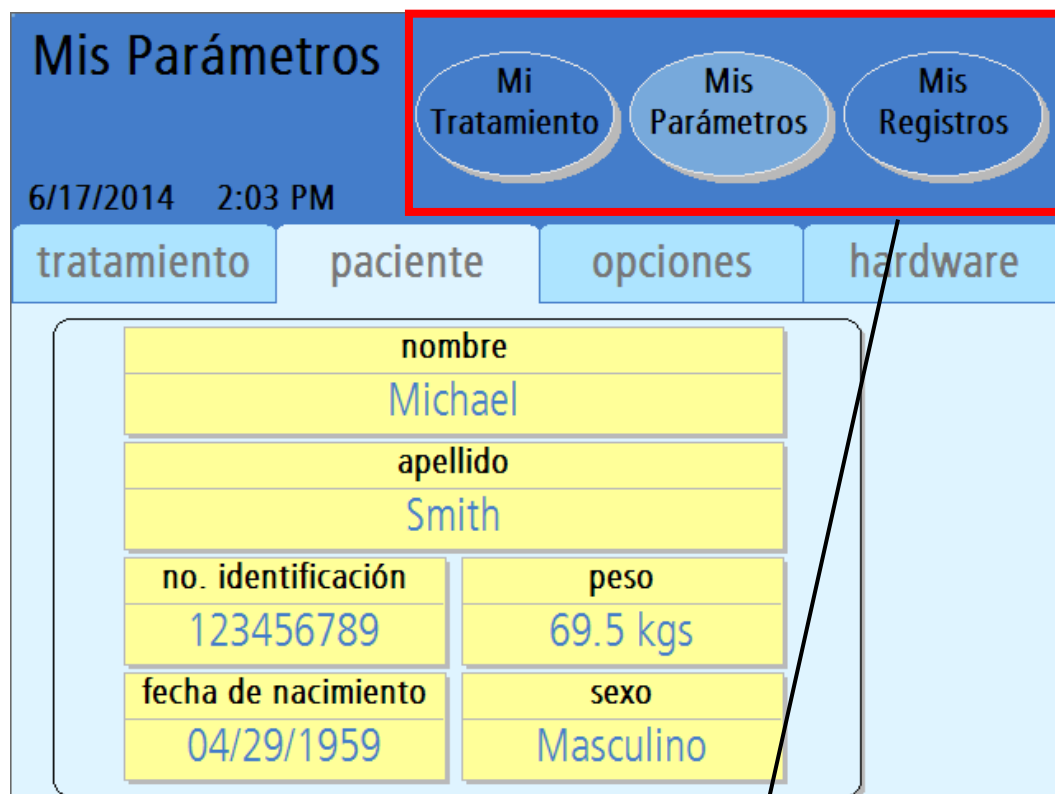 Mis Parámetros
Mi
Tratamiento
Mis
Parámetros
Mis
Registros
6/17/2014 2:03 PM
tratamiento paciente opciones hardware
nombre
Michael
apellido
Smith
no. identificación peso
123456789 69.5 kgs
fecha de nacimiento sexo
04/29/1959 Masculino